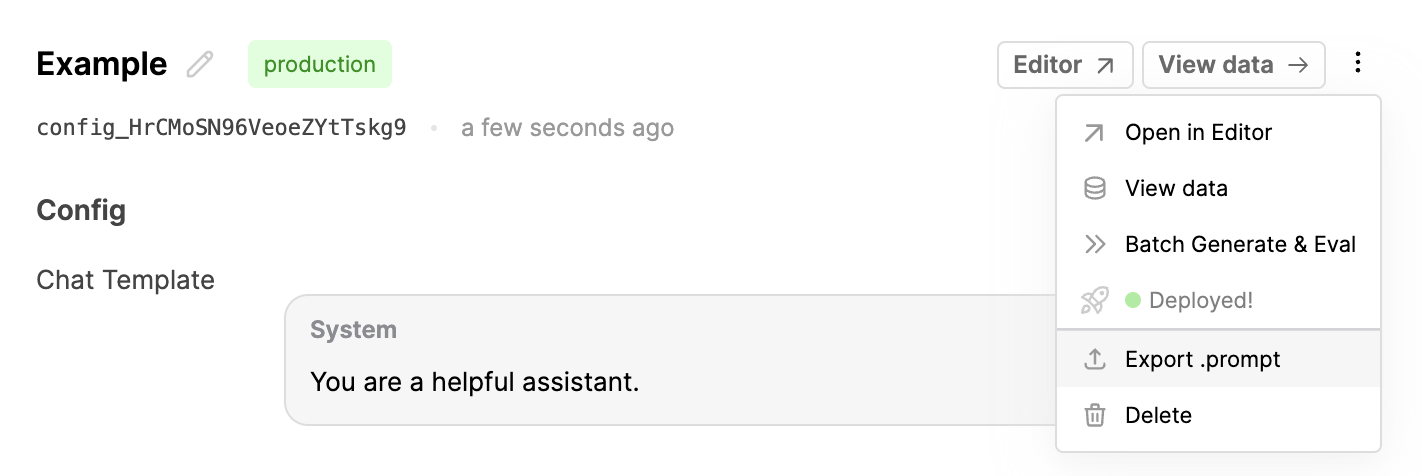 Example production Editor View data
config_HrCMoSN96VeoeZYtTskg9 a few seconds ago
Config
Chat Template
System
You are a helpful assistant.
Open in Editor
View data
Batch Generate & Eval
Deployed!
Export .prompt
Delete